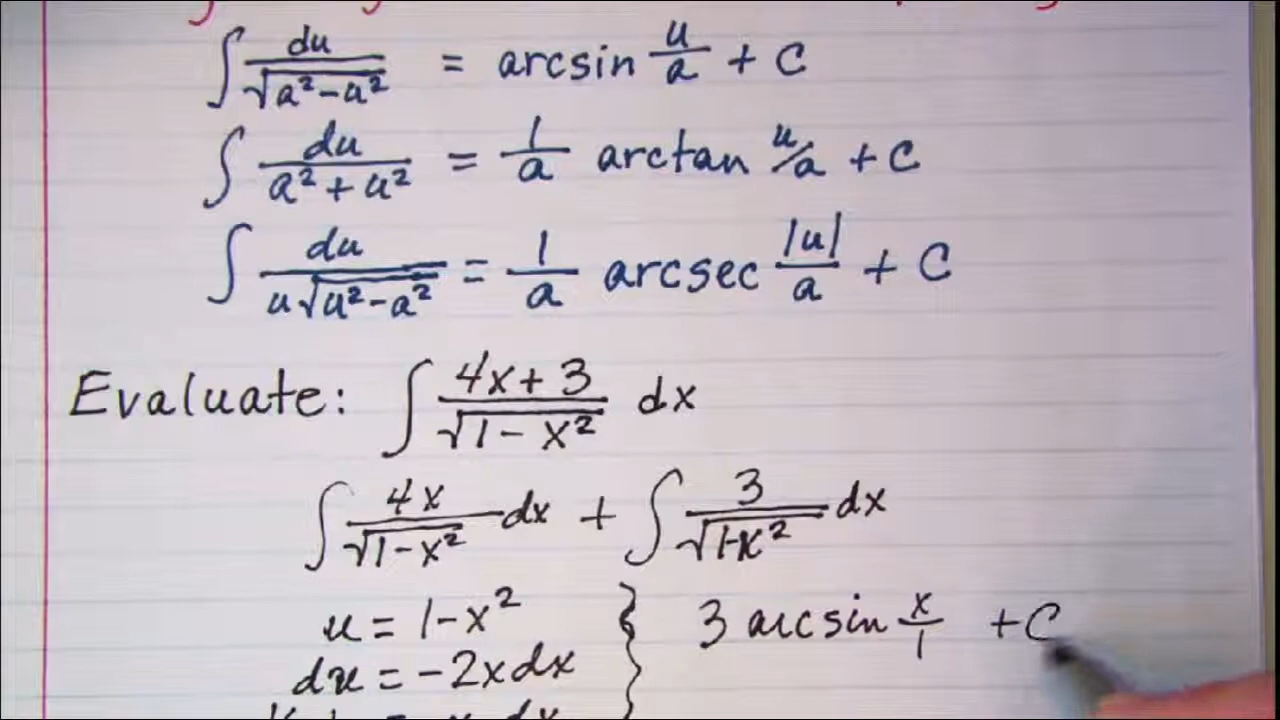 ∫ du/√(a²-u²) = arcsin u/a + C
∫ du/(a²+u²) = 1/a arctan u/a + C
∫ du/(u√(u²-a²)) = 1/a arcsec |u|/a + C
Evaluate: ∫ (4x+3)/√(1-x²) dx
∫ 4x/√(1-x²) dx + ∫ 3/√(1-x²) dx
u = 1-x² } 3 arcsin x/1 + C
du = -2x dx